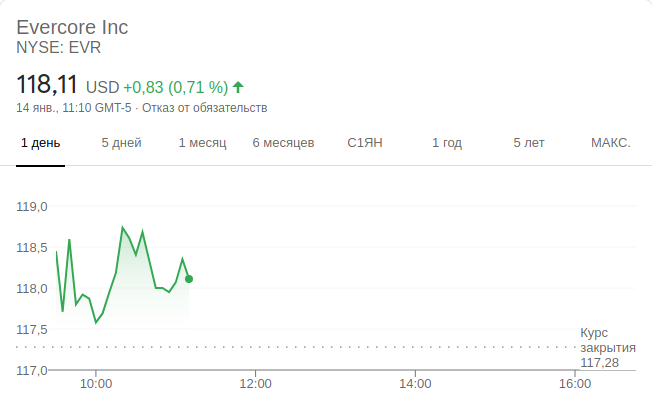 Evercore Inc
NYSE: EVR
118,11 USD +0,83 (0,71 %)
14 янв., 11:10 GMT-5 · Отказ от обязательств
1 день 5 дней 1 месяц 6 месяцев С1ЯН 1 год 5 лет МАКС.
119,0
118,5
118,0
117,5
Курс
закрытия
117,28
117,0
10:00 12:00 14:00 16:00